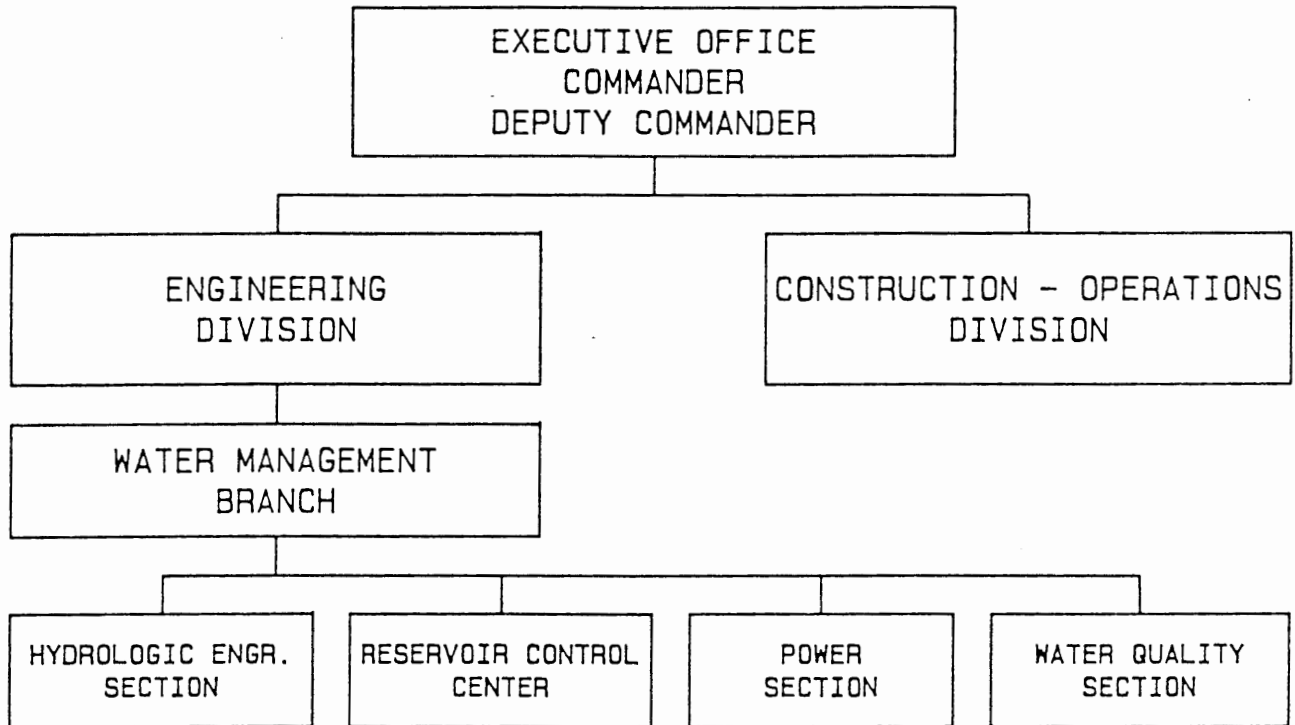 EXECUTIVE OFFICE
COMMANDER
DEPUTY COMMANDER
ENGINEERING
DIVISION
CONSTRUCTION - OPERATIONS
DIVISION
WATER MANAGEMENT
BRANCH
HYDROLOGIC ENGR.
SECTION
RESERVOIR CONTROL
CENTER
POWER
SECTION
WATER QUALITY
SECTION